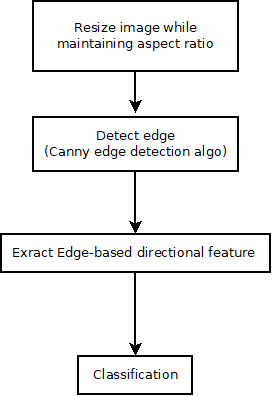 Resize image while
maintaining aspect ratio
Detect edge
(Canny edge detection algo)
Exract Edge-based directional feature
Classification